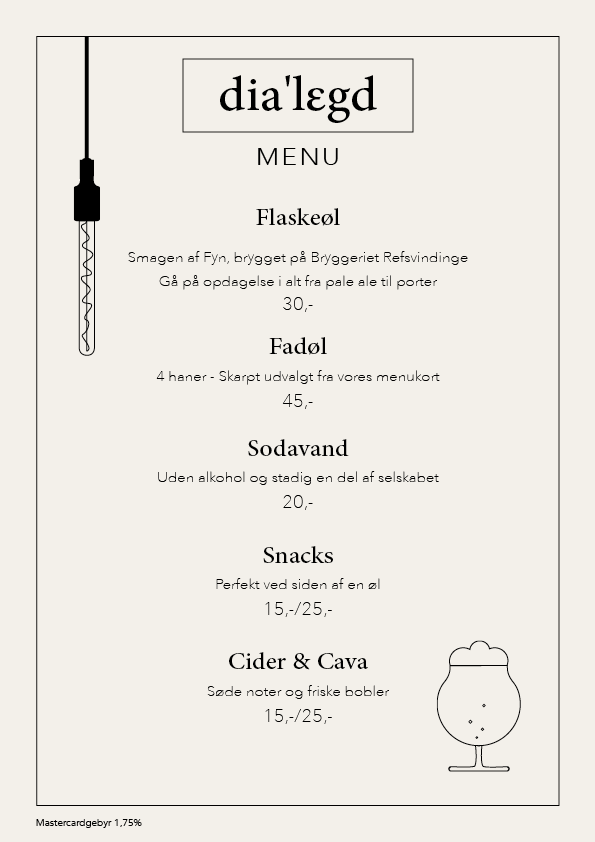 dia'lɛgd
MENU
Flaskeøl
Smagen af Fyn, brygget på Bryggeriet Refsvindinge
Gå på opdagelse i alt fra pale ale til porter
30,-
Fadøl
4 haner - Skarpt udvalgt fra vores menukort
45,-
Sodavand
Uden alkohol og stadig en del af selskabet
20,-
Snacks
Perfekt ved siden af en øl
15,-/25,-
Cider & Cava
Søde noter og friske bobler
15,-/25,-
Mastercardgebyr 1,75%